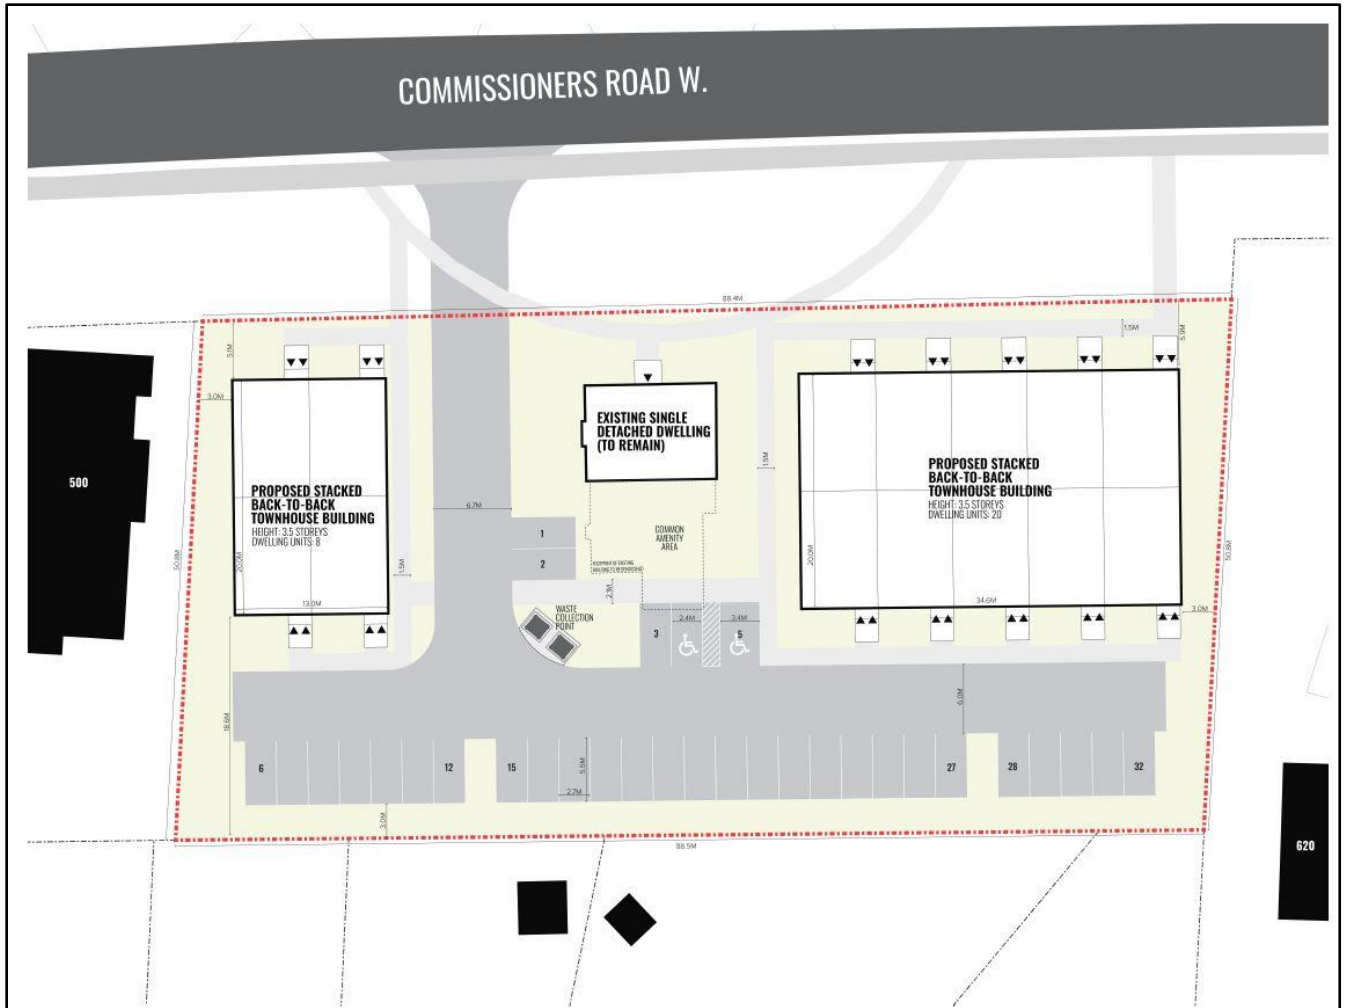 COMMISSIONERS ROAD W.
88.4M
1.5M
5.9M
5.1M
3.0M
EXISTING SINGLE
DETACHED DWELLING
(TO REMAIN)
500
PROPOSED STACKED
BACK-TO-BACK
TOWNHOUSE BUILDING
HEIGHT: 3.5 STOREYS
DWELLING UNITS: 8
20.0M
13.0M
1.5M
50.8M
6.7M
1
2
COMMON
AMENITY
AREA
FOOTPRINT OF EXISTING
2.1M
1.5M
PROPOSED STACKED
BACK-TO-BACK
TOWNHOUSE BUILDING
HEIGHT: 3.5 STOREYS
DWELLING UNITS: 20
20.0M
34.6M
50.8M
3.0M
WASTE
COLLECTION
POINT
2.4M
3.4M
3
5
18.6M
6.0M
6
12
15
5.5M
2.7M
27
28
32
3.0M
88.5M
620